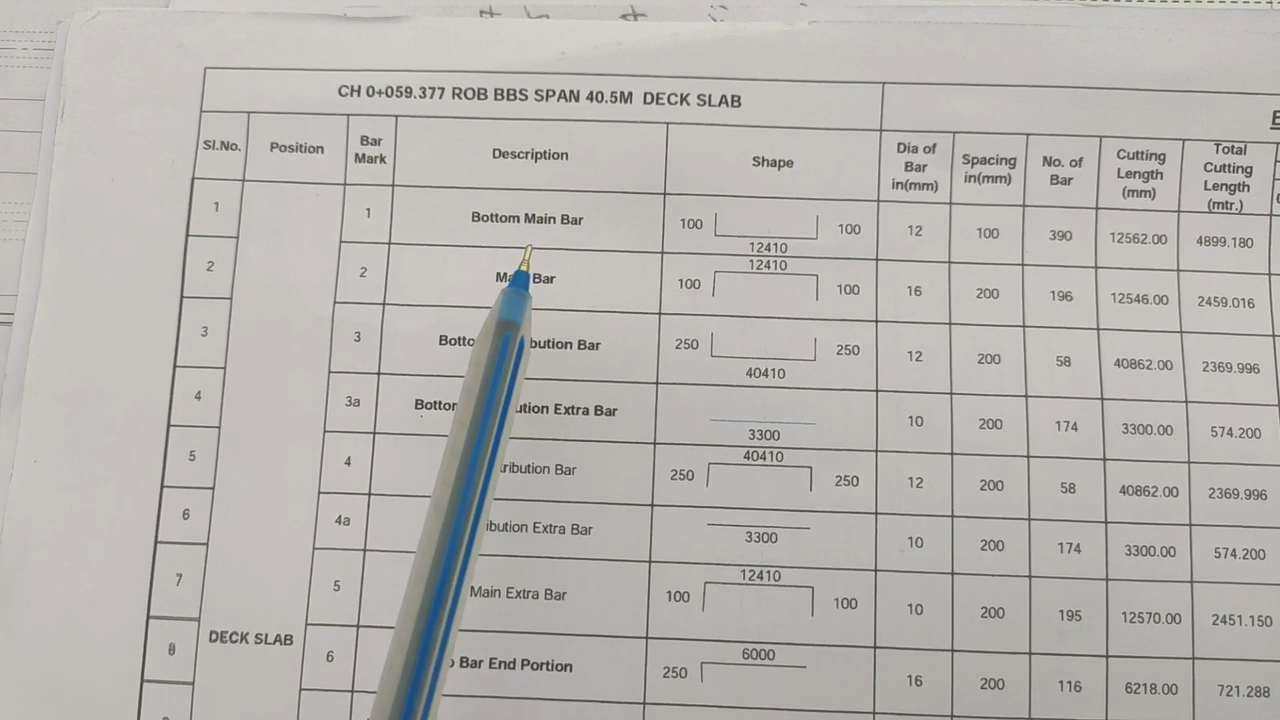 CH 0+059.377 ROB BBS SPAN 40.5M DECK SLAB
Sl.No. Position Bar Mark Description Shape Dia of Bar in(mm) Spacing in(mm) No. of Bar Cutting Length (mm) Total Cutting Length (mtr.)
1 1 Bottom Main Bar 100 12410 100 12 100 390 12562.00 4899.180
2 2 Bar 100 12410 100 16 200 196 12546.00 2459.016
3 3 Bar 250 40410 250 12 200 58 40862.00 2369.996
4 3a Extra Bar 3300 10 200 174 3300.00 574.200
5 4 Bar 250 40410 250 12 200 58 40862.00 2369.996
6 4a Extra Bar 3300 10 200 174 3300.00 574.200
7 5 Main Extra Bar 100 12410 100 10 200 195 12570.00 2451.150
8 DECK SLAB 6 Bar End Portion 250 6000 16 200 116 6218.00 721.288